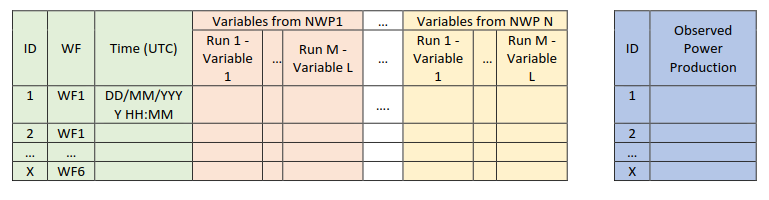 Variables from NWP1 ... Variables from NWP N
ID WF Time (UTC) Run 1 - Variable 1 ... Run M - Variable L ... Run 1 - Variable 1 ... Run M - Variable L
1 WF1 DD/MM/YYY Y HH:MM ....
2 WF1
... ...
X WF6
ID Observed Power Production
1
2
...
X